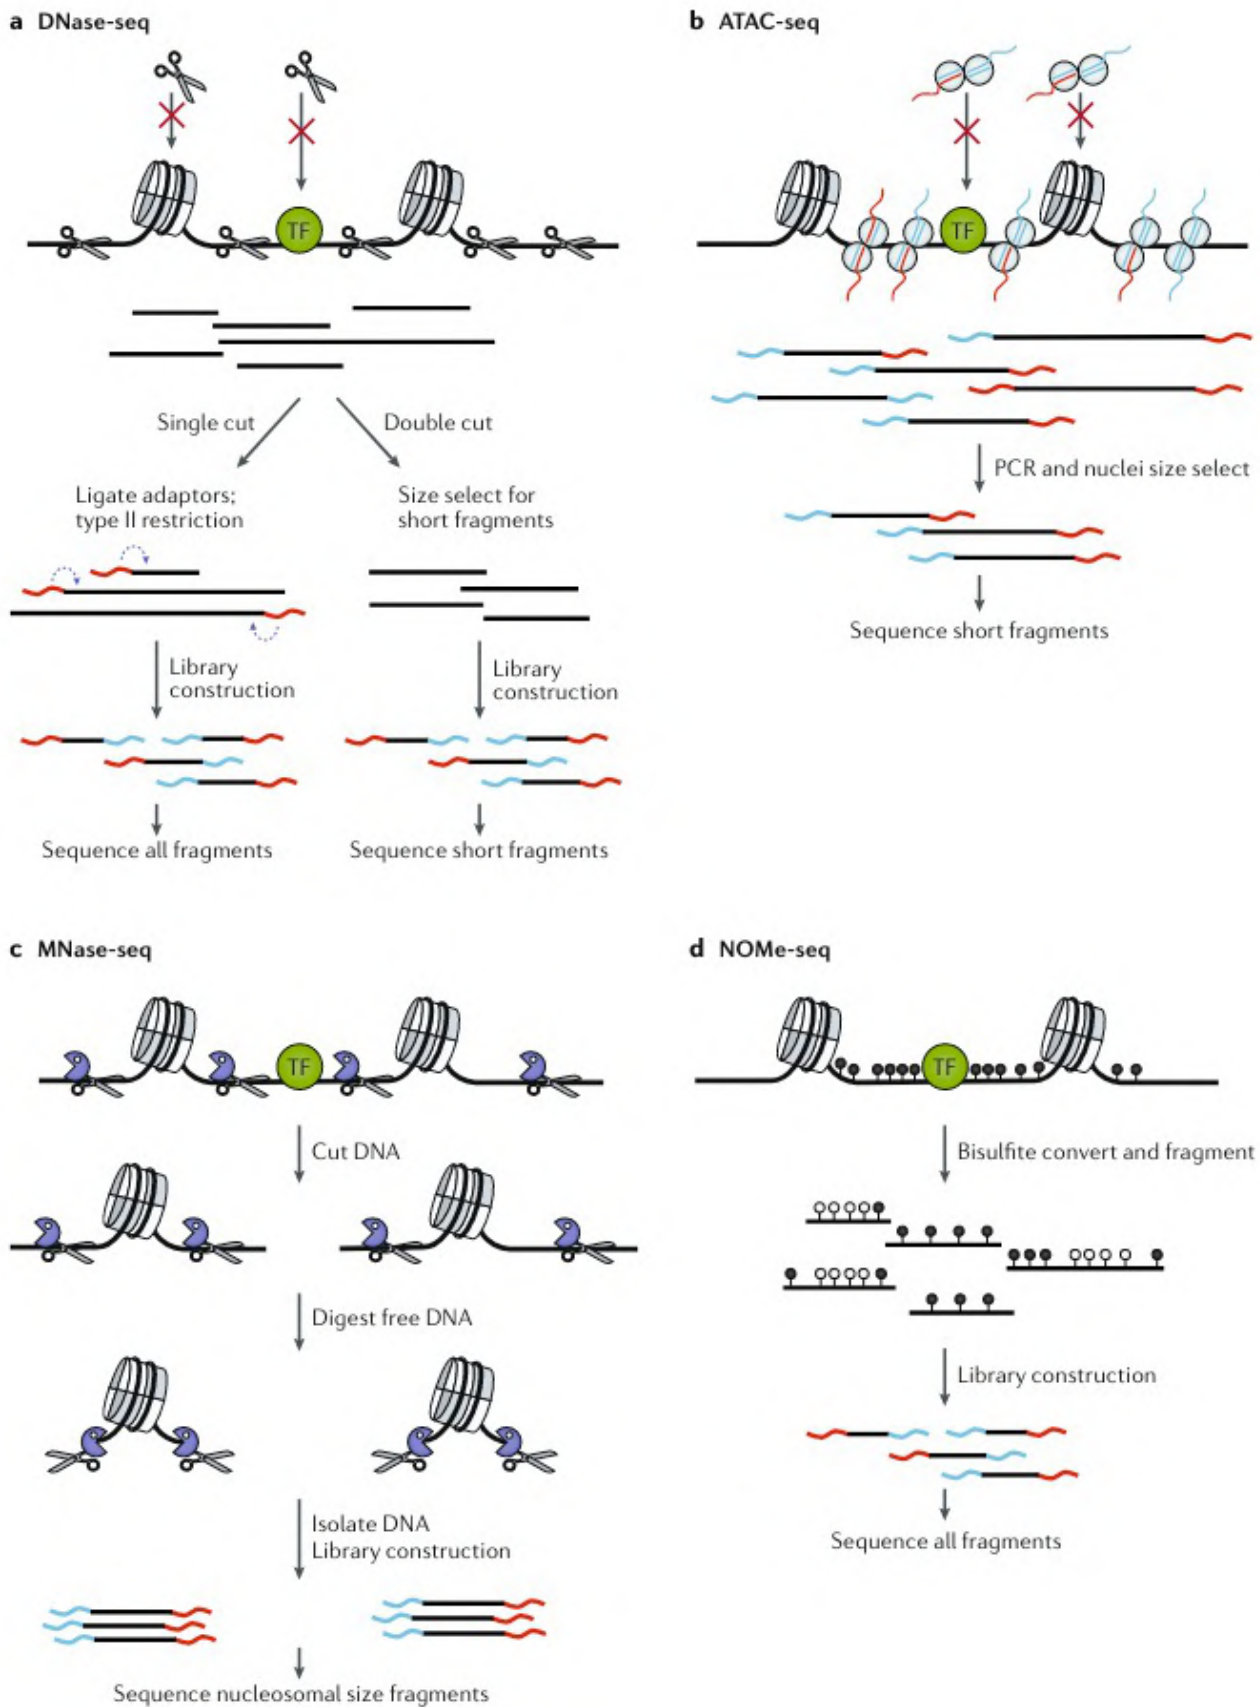 a DNase-seq
TF
Single cut
Double cut
Ligate adaptors;
type II restriction
Size select for
short fragments
Library
construction
Library
construction
Sequence all fragments
Sequence short fragments
b ATAC-seq
TF
PCR and nuclei size select
Sequence short fragments
c MNase-seq
TF
Cut DNA
Digest free DNA
Isolate DNA
Library construction
Sequence nucleosomal size fragments
d NOMe-seq
TF
Bisulfite convert and fragment
Library construction
Sequence all fragments